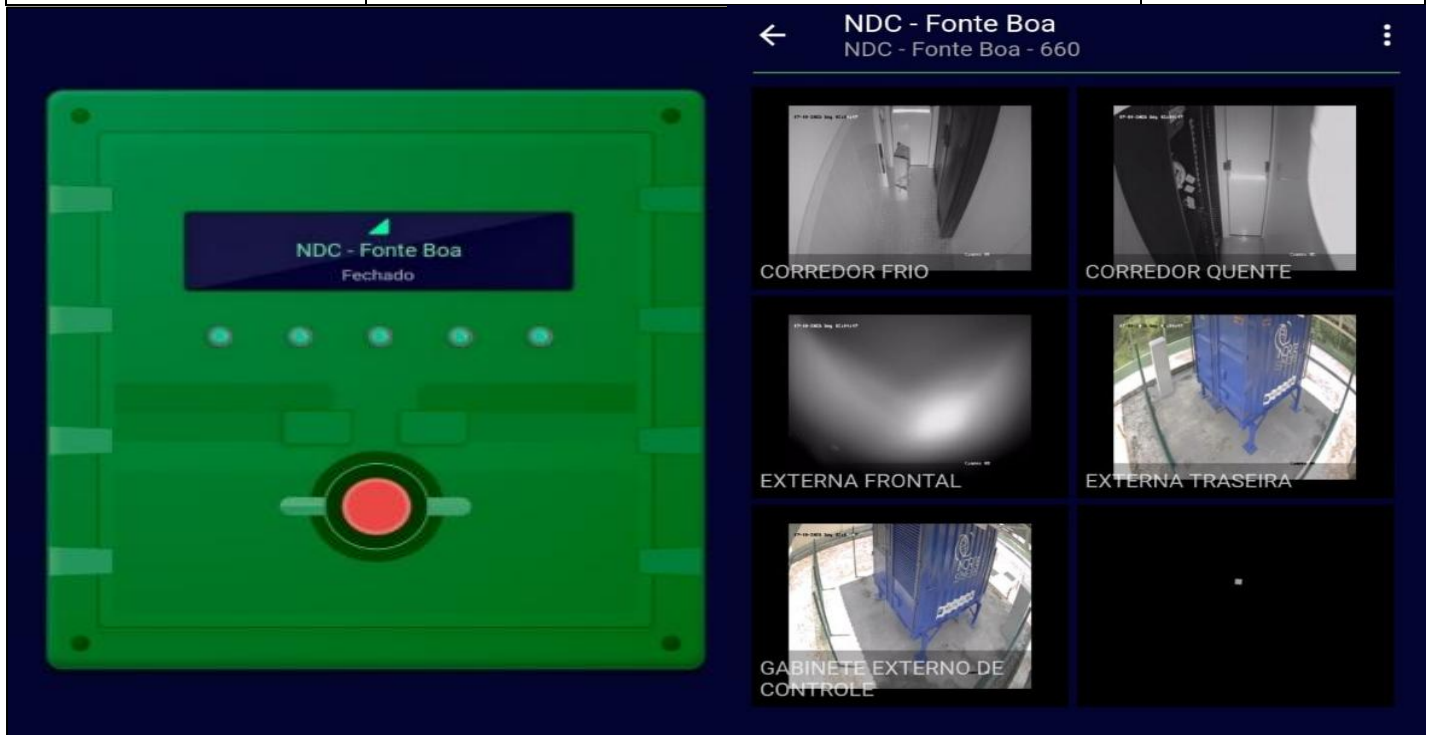 NDC - Fonte Boa
Fechado
NDC - Fonte Boa
NDC - Fonte Boa - 660
CORREDOR FRIO
CORREDOR QUENTE
EXTERNA FRONTAL
EXTERNA TRASEIRA
GABINETE EXTERNO DE
CONTROLE